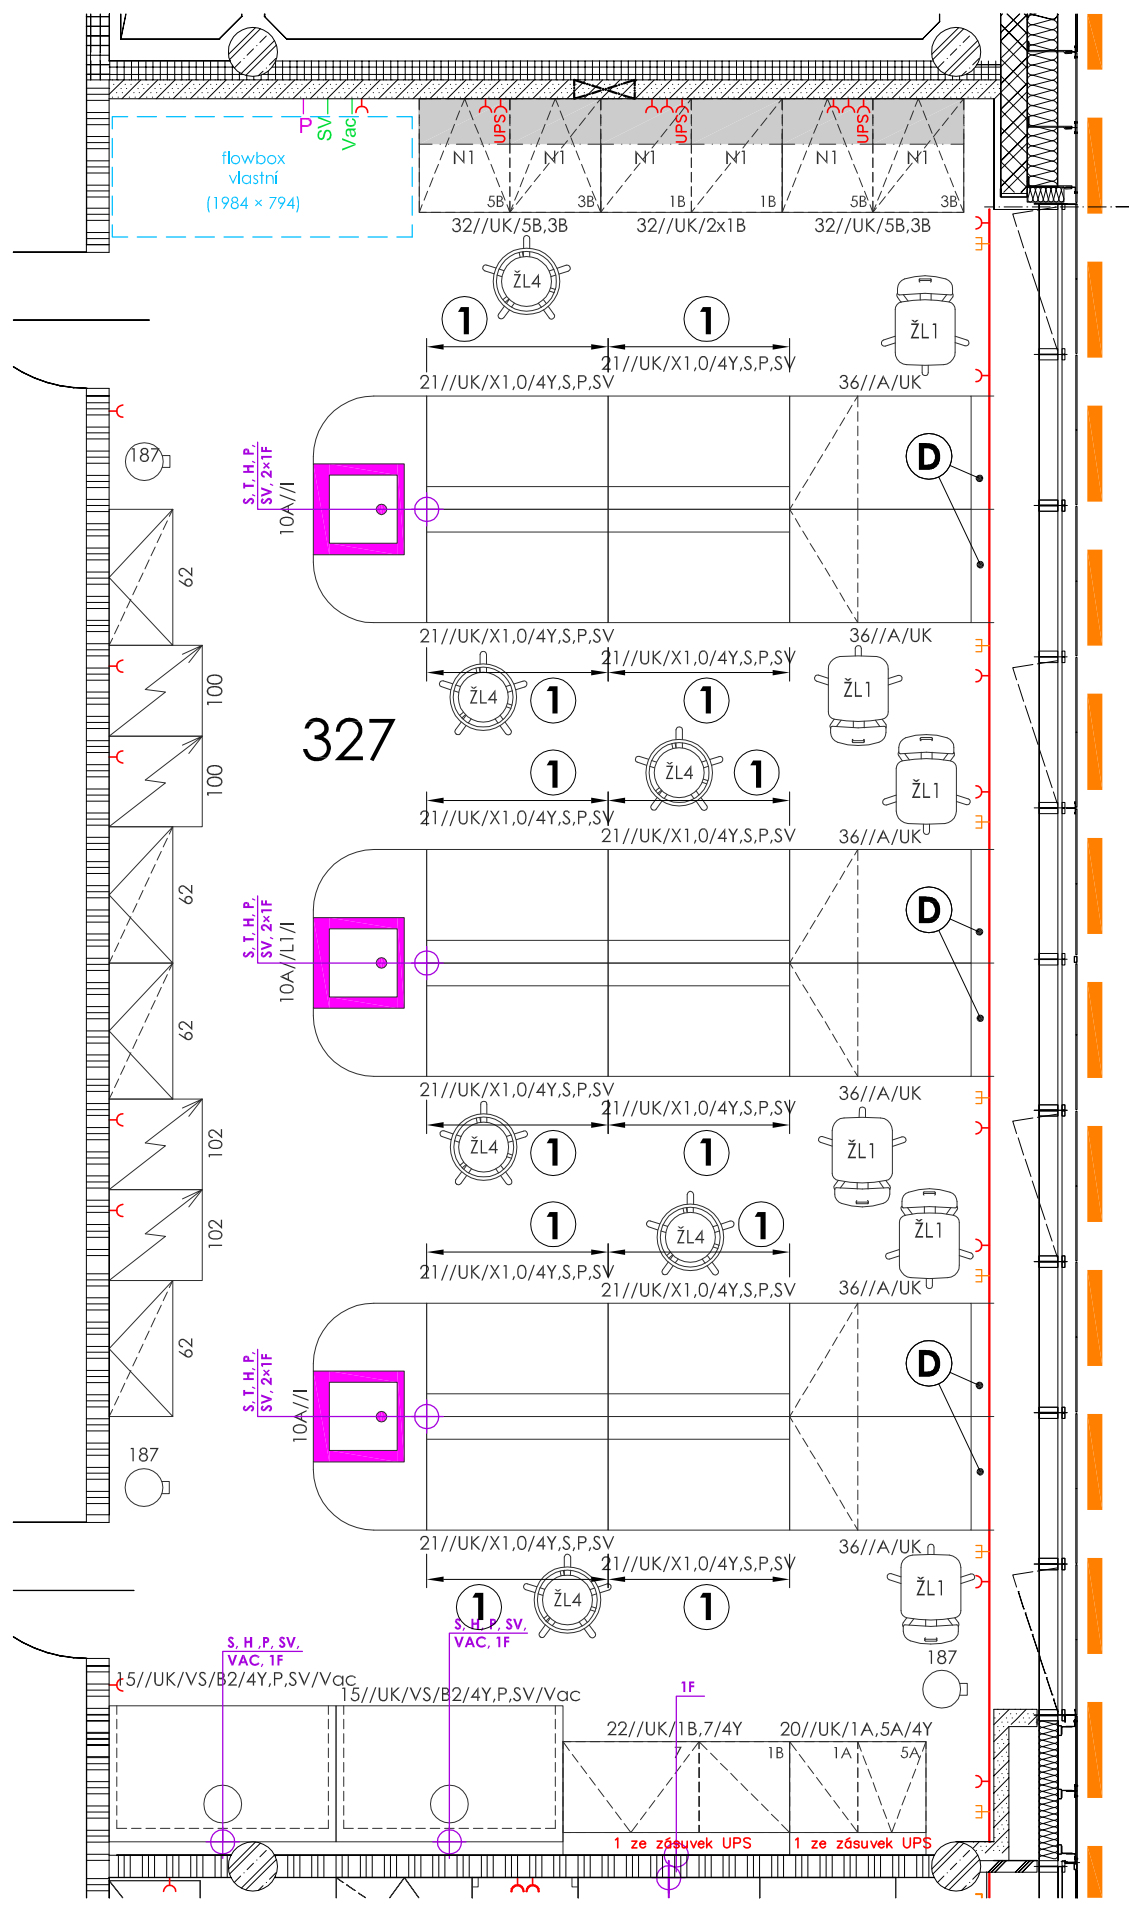 P
SV
Vac
UPS
UPS
UPS
flowbox
vlastní
(1984 × 794)
N1
N1
N1
N1
N1
N1
5B
3B
1B
1B
5B
3B
32//UK/5B,3B
32//UK/2x1B
32//UK/5B,3B
ŽL4
ŽL1
1
1
21//UK/X1,0/4Y,S,P,SV
21//UK/X1,0/4Y,S,P,SV
36//A/UK
187
S, T, H, P,
SV, 2×1F
10A//I
D
62
21//UK/X1,0/4Y,S,P,SV
21//UK/X1,0/4Y,S,P,SV
36//A/UK
100
ŽL4
1
1
ŽL1
327
100
1
ŽL4
1
ŽL1
21//UK/X1,0/4Y,S,P,SV
21//UK/X1,0/4Y,S,P,SV
36//A/UK
62
S, T, H, P,
SV, 2×1F
10A//L1/I
D
62
21//UK/X1,0/4Y,S,P,SV
21//UK/X1,0/4Y,S,P,SV
36//A/UK
102
ŽL4
1
1
ŽL1
102
1
ŽL4
1
ŽL1
21//UK/X1,0/4Y,S,P,SV
21//UK/X1,0/4Y,S,P,SV
36//A/UK
62
S, T, H, P,
SV, 2×1F
10A//I
D
187
21//UK/X1,0/4Y,S,P,SV
21//UK/X1,0/4Y,S,P,SV
36//A/UK
1
ŽL4
1
ŽL1
S, H ,P, SV,
VAC, 1F
S, H ,P, SV,
VAC, 1F
187
15//UK/VS/B2/4Y,P,SV/Vac
15//UK/VS/B2/4Y,P,SV/Vac
1F
22//UK/1B,7/4Y
20//UK/1A,5A/4Y
7
1B
1A
5A
1 ze zásuvek UPS
1 ze zásuvek UPS